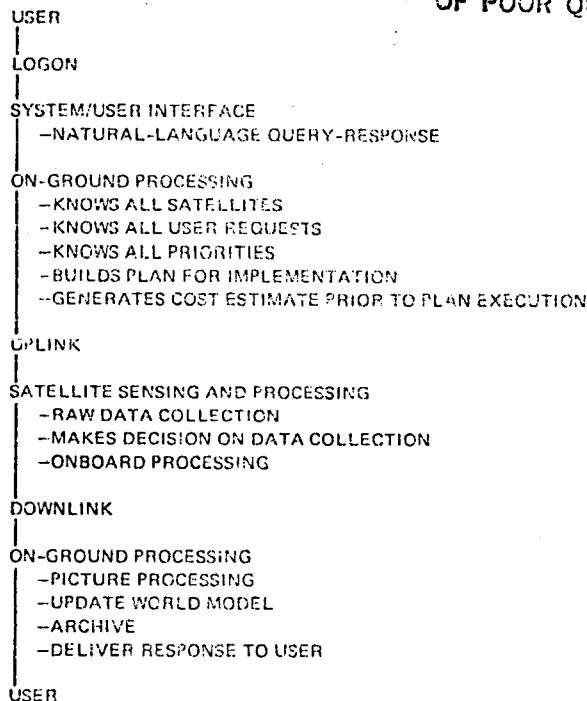 OF POOR
USER
LOGON
SYSTEM/USER INTERFACE
–NATURAL-LANGUAGE QUERY-RESPONSE
ON-GROUND PROCESSING
–KNOWS ALL SATELLITES
–KNOWS ALL USER REQUESTS
–KNOWS ALL PRIORITIES
–BUILDS PLAN FOR IMPLEMENTATION
–GENERATES COST ESTIMATE PRIOR TO PLAN EXECUTION
UPLINK
SATELLITE SENSING AND PROCESSING
–RAW DATA COLLECTION
–MAKES DECISION ON DATA COLLECTION
–ONBOARD PROCESSING
DOWNLINK
ON-GROUND PROCESSING
–PICTURE PROCESSING
–UPDATE WORLD MODEL
–ARCHIVE
–DELIVER RESPONSE TO USER
USER